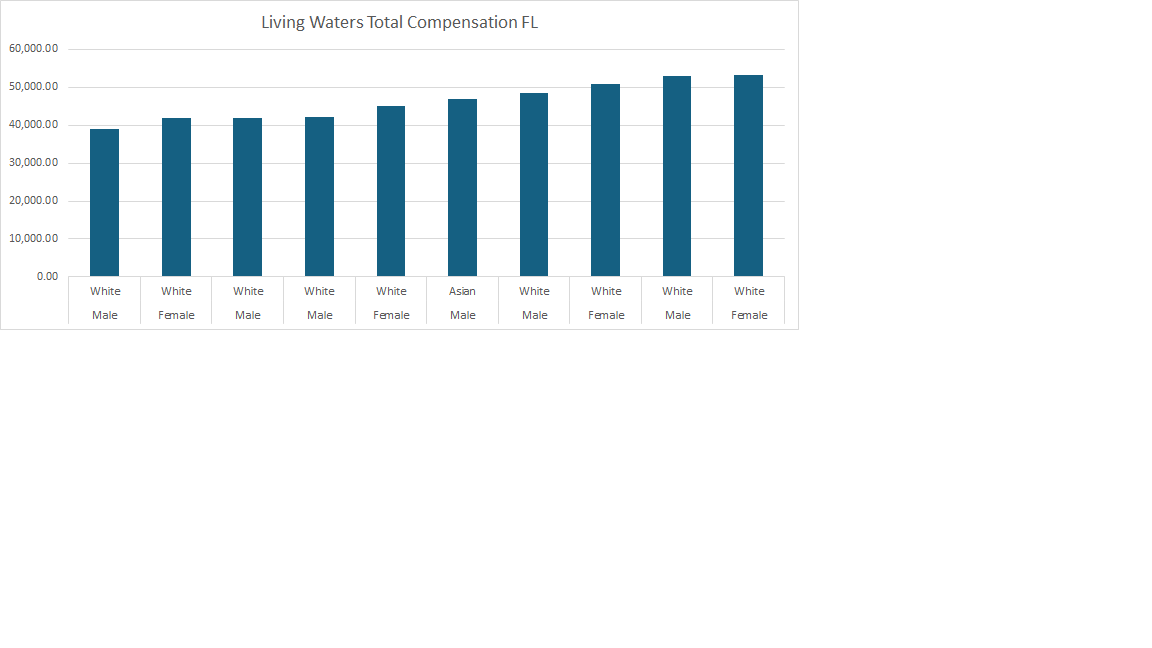 Living Waters Total Compensation FL
60,000.00
50,000.00
40,000.00
30,000.00
20,000.00
10,000.00
0.00
White White White White White Asian White White White White
Male Female Male Male Female Male Male Female Male Female